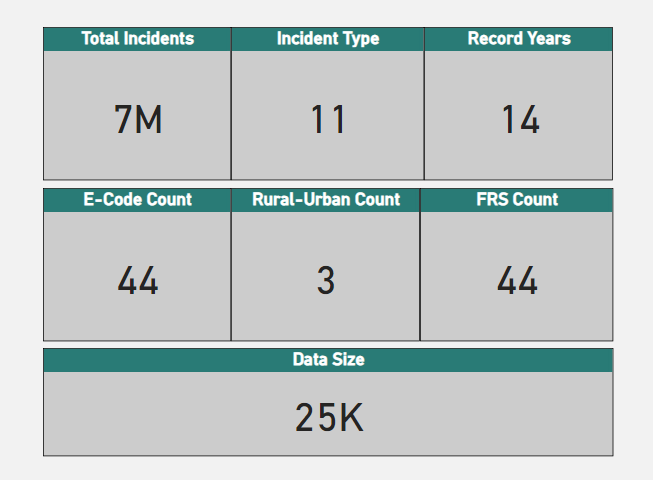 Total Incidents Incident Type Record Years
7M 11 14
E-Code Count Rural-Urban Count FRS Count
44 3 44
Data Size
25K